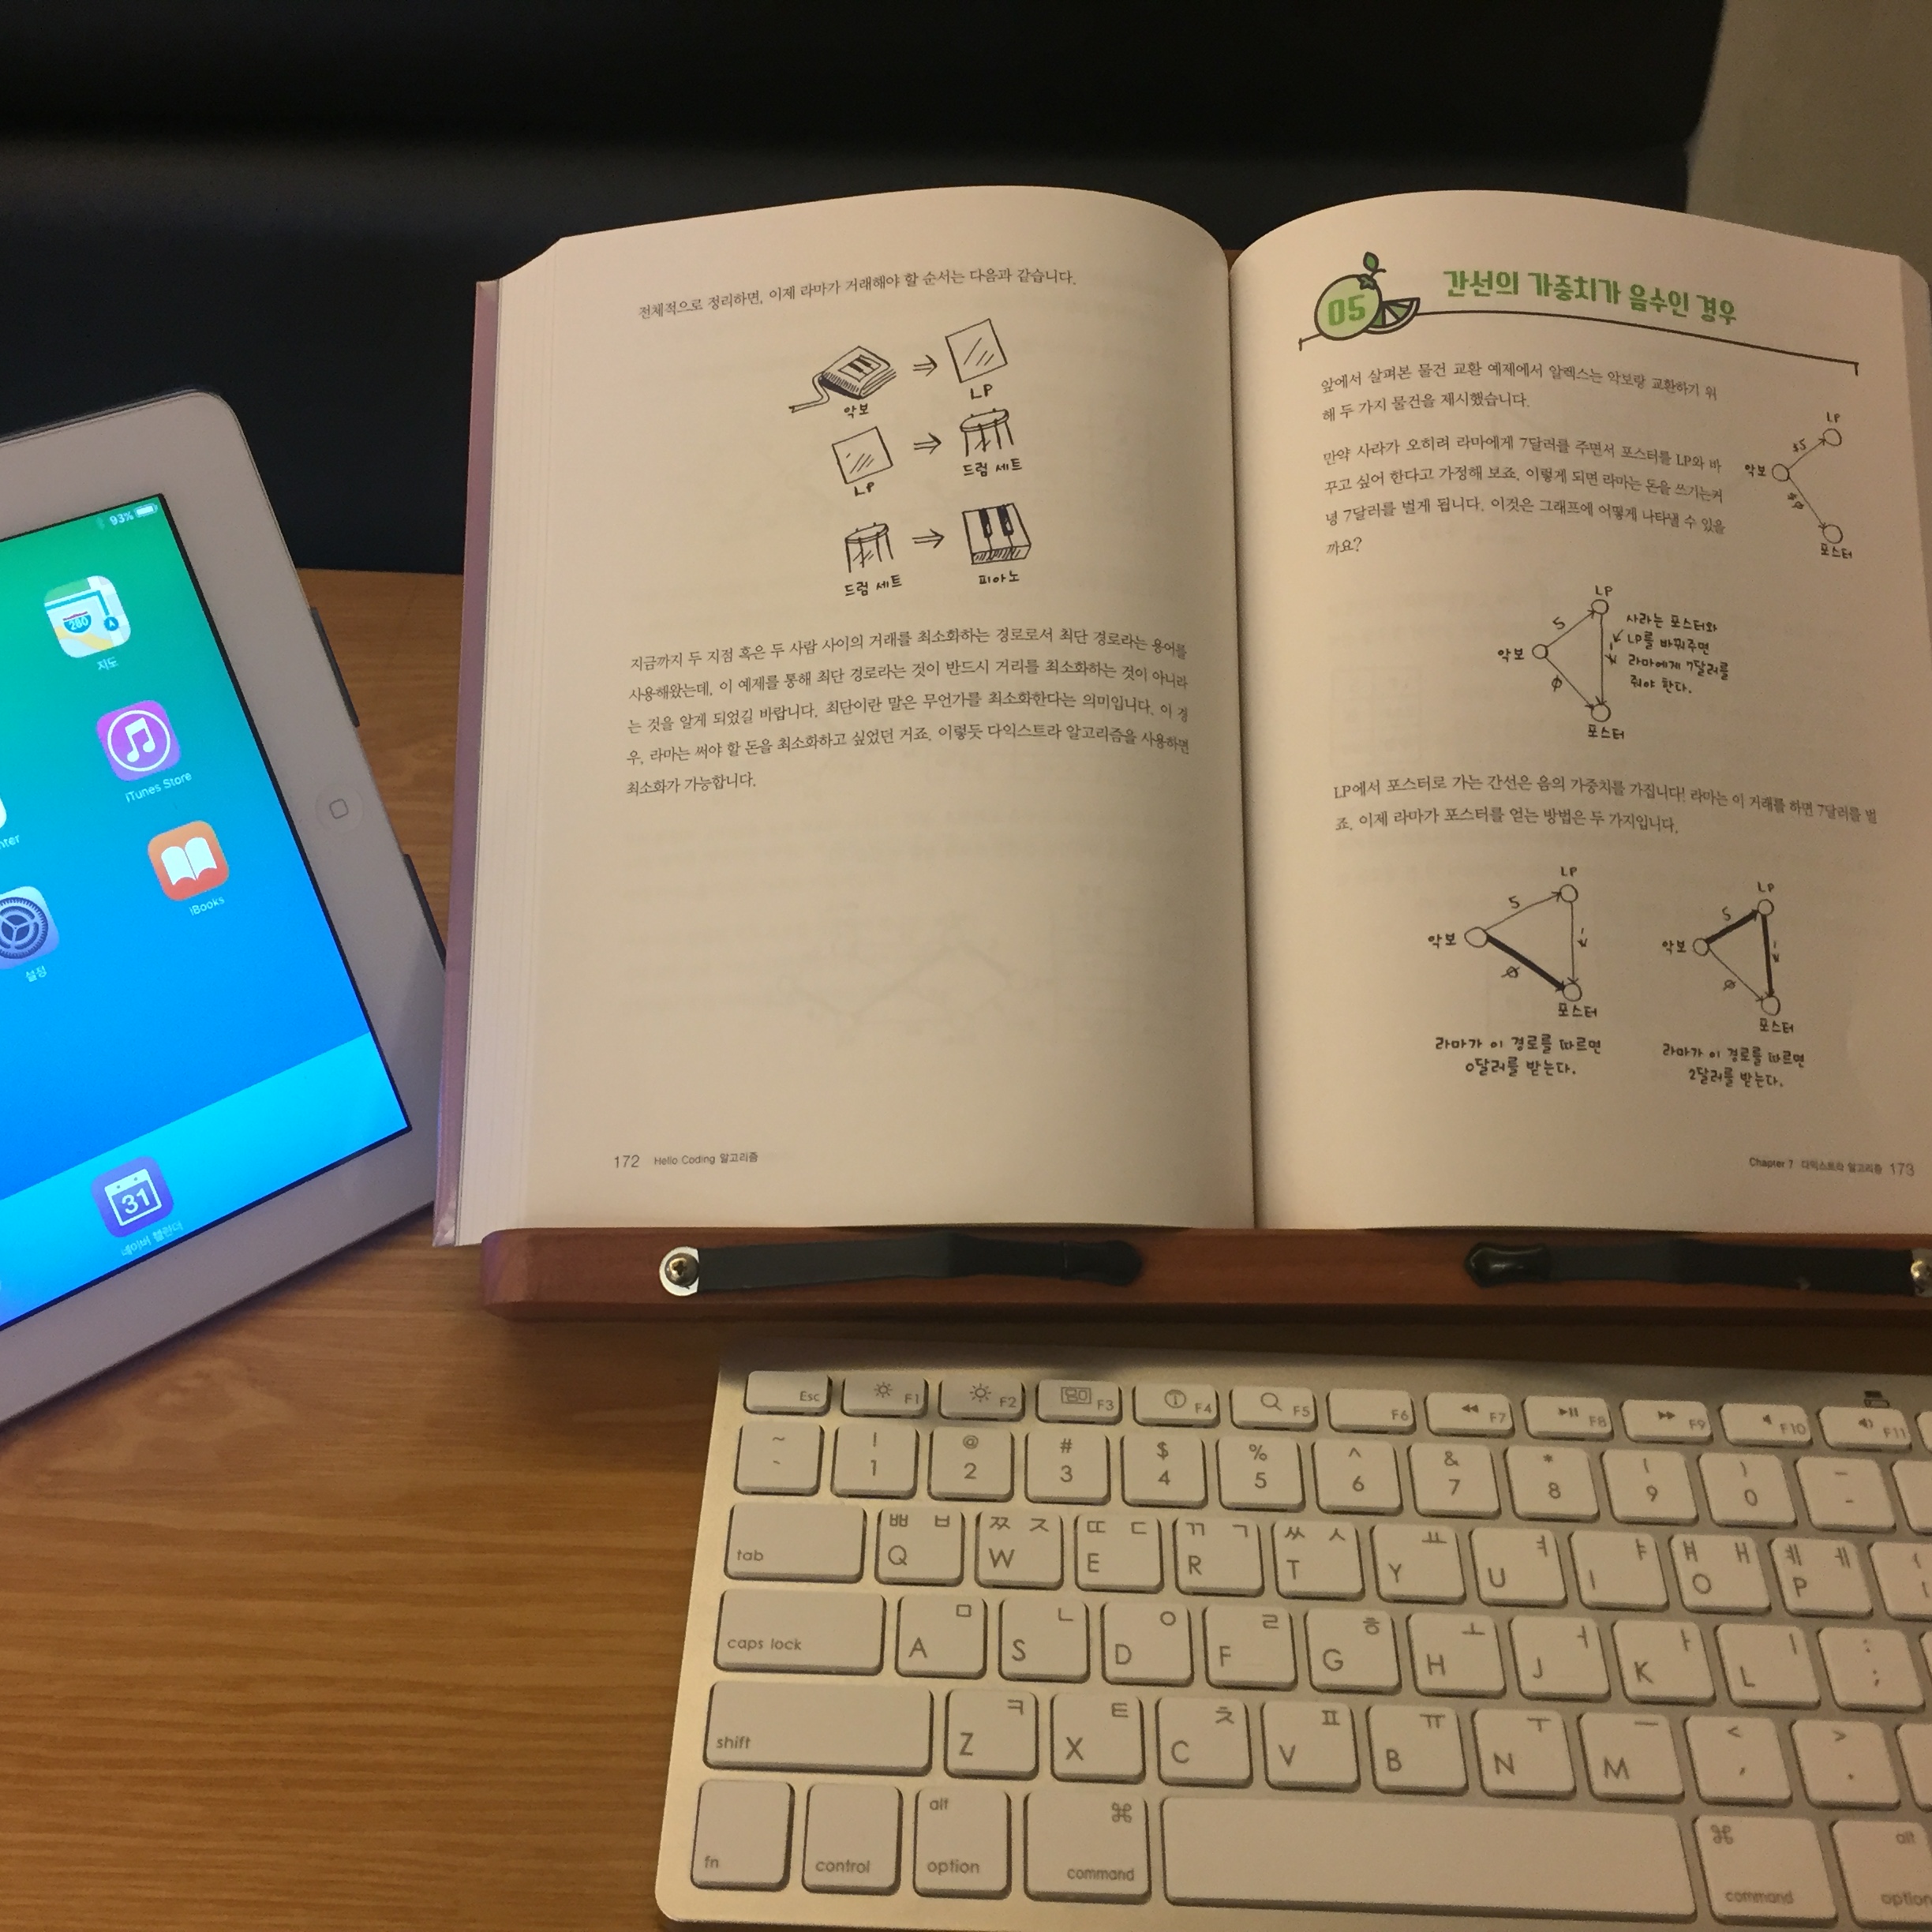 93%
280
지도
iTunes Store
nter
iBooks
설정
31
네이버 캘린더
전체적으로 정리하면, 이제 라마가 거래해야 할 순서는 다음과 같습니다.
악보
LP
LP
드럼 세트
드럼 세트
피아노
지금까지 두 지점 혹은 두 사람 사이의 거래를 최소화하는 경로로서 최단 경로라는 용어를
사용해왔는데, 이 예제를 통해 최단 경로라는 것이 반드시 거리를 최소화하는 것이 아니라
는 것을 알게 되었길 바랍니다. 최단이란 말은 무언가를 최소화한다는 의미입니다. 이 경
우, 라마는 써야 할 돈을 최소화하고 싶었던 거죠. 이렇듯 다익스트라 알고리즘을 사용하면
최소화가 가능합니다.
172 Hello Coding 알고리즘
05 간선의 가중치가 음수인 경우
앞에서 살펴본 물건 교환 예제에서 알렉스는 악보랑 교환하기 위
해 두 가지 물건을 제시했습니다.
만약 사라가 오히려 라마에게 7달러를 주면서 포스터를 LP와 바
꾸고 싶어 한다고 가정해 보죠. 이렇게 되면 라마는 돈을 쓰기는커
녕 7달러를 벌게 됩니다. 이것은 그래프에 어떻게 나타낼 수 있을
까요?
LP
$5
악보
포스터
LP
5
악보
사라는 포스터와
LP를 바꿔주면
라마에게 7달러를
줘야 한다.
포스터
LP에서 포스터로 가는 간선은 음의 가중치를 가집니다! 라마는 이 거래를 하면 7달러를 벌
죠. 이제 라마가 포스터를 얻는 방법은 두 가지입니다.
LP
5
악보
포스터
라마가 이 경로를 따르면
0달러를 받는다.
LP
5
악보
포스터
라마가 이 경로를 따르면
2달러를 받는다.
Chapter 7 다익스트라 알고리즘 173
Esc F1 F2 F3 F4 F5 F6 F7 F8 F9 F10 F11
~ ! @ # $ % ^ & * ( ) –
` 1 2 3 4 5 6 7 8 9 0 -
ㅃ ㅂ ㅉ ㅈ ㄸ ㄷ ㄲ ㄱ ㅆ ㅅ ㅛ ㅕ ㅑ ㅒ ㅐ ㅖ ㅔ {
tab Q W E R T Y U I O P [
ㅁ ㄴ ㅇ ㄹ ㅎ ㅗ ㅓ ㅏ ㅣ :
caps lock A S D F G H J K L ;
ㅋ ㅌ ㅊ ㅍ ㅠ ㅜ ㅡ < >
shift Z X C V B N M , .
alt ⌘ ⌘ alt
fn control option command command option